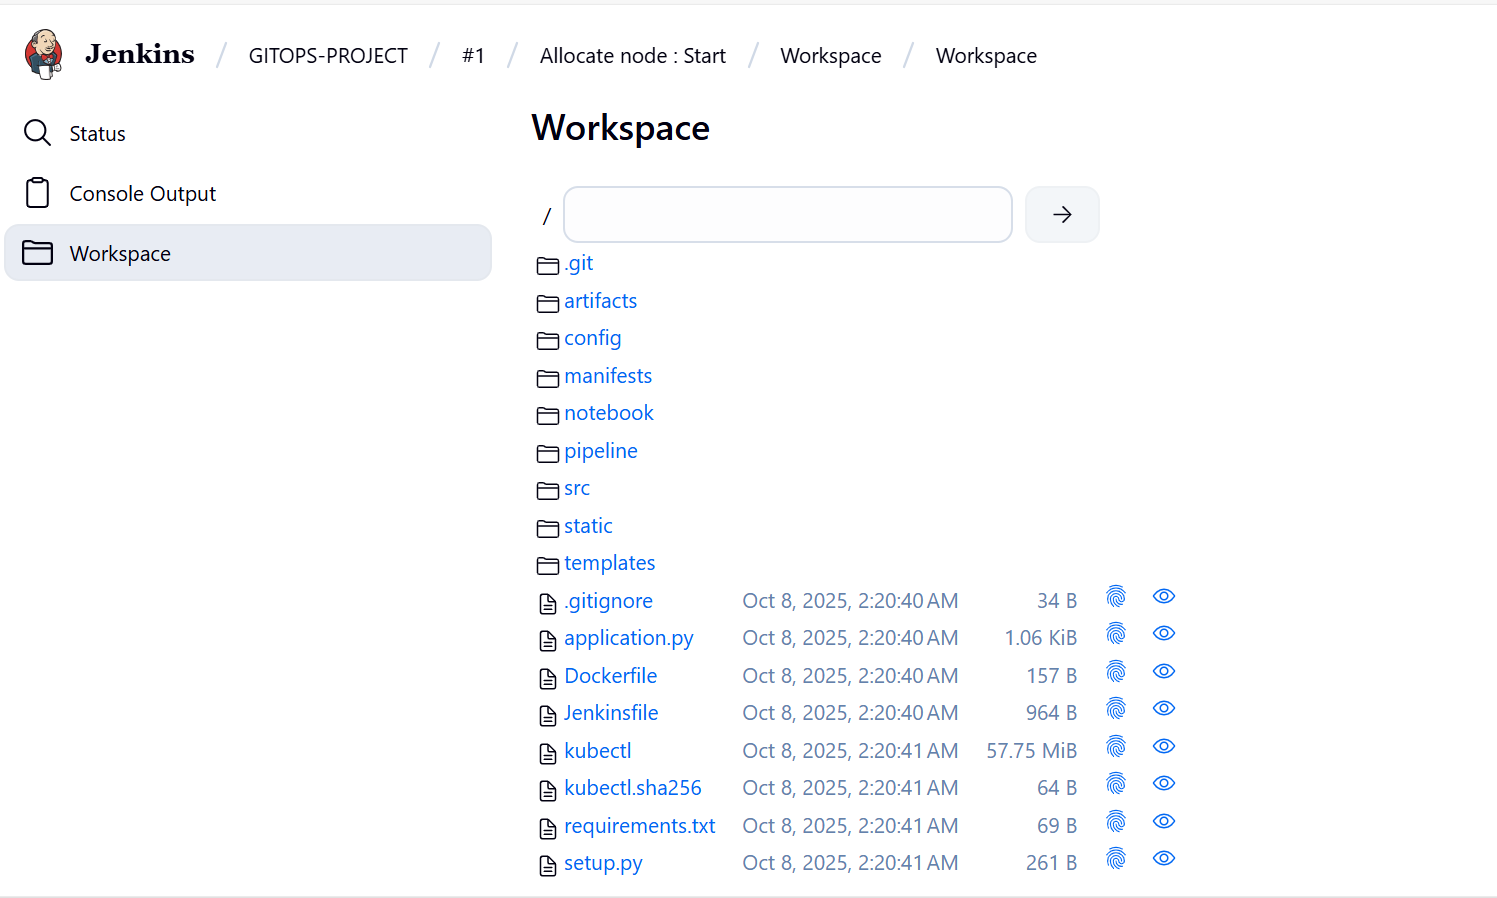 Jenkins / GITOPS-PROJECT / #1 / Allocate node : Start / Workspace / Workspace
Status
Console Output
Workspace
Workspace
/
.git
artifacts
config
manifests
notebook
pipeline
src
static
templates
.gitignore Oct 8, 2025, 2:20:40 AM 34 B
application.py Oct 8, 2025, 2:20:40 AM 1.06 KiB
Dockerfile Oct 8, 2025, 2:20:40 AM 157 B
Jenkinsfile Oct 8, 2025, 2:20:40 AM 964 B
kubectl Oct 8, 2025, 2:20:41 AM 57.75 MiB
kubectl.sha256 Oct 8, 2025, 2:20:41 AM 64 B
requirements.txt Oct 8, 2025, 2:20:41 AM 69 B
setup.py Oct 8, 2025, 2:20:41 AM 261 B